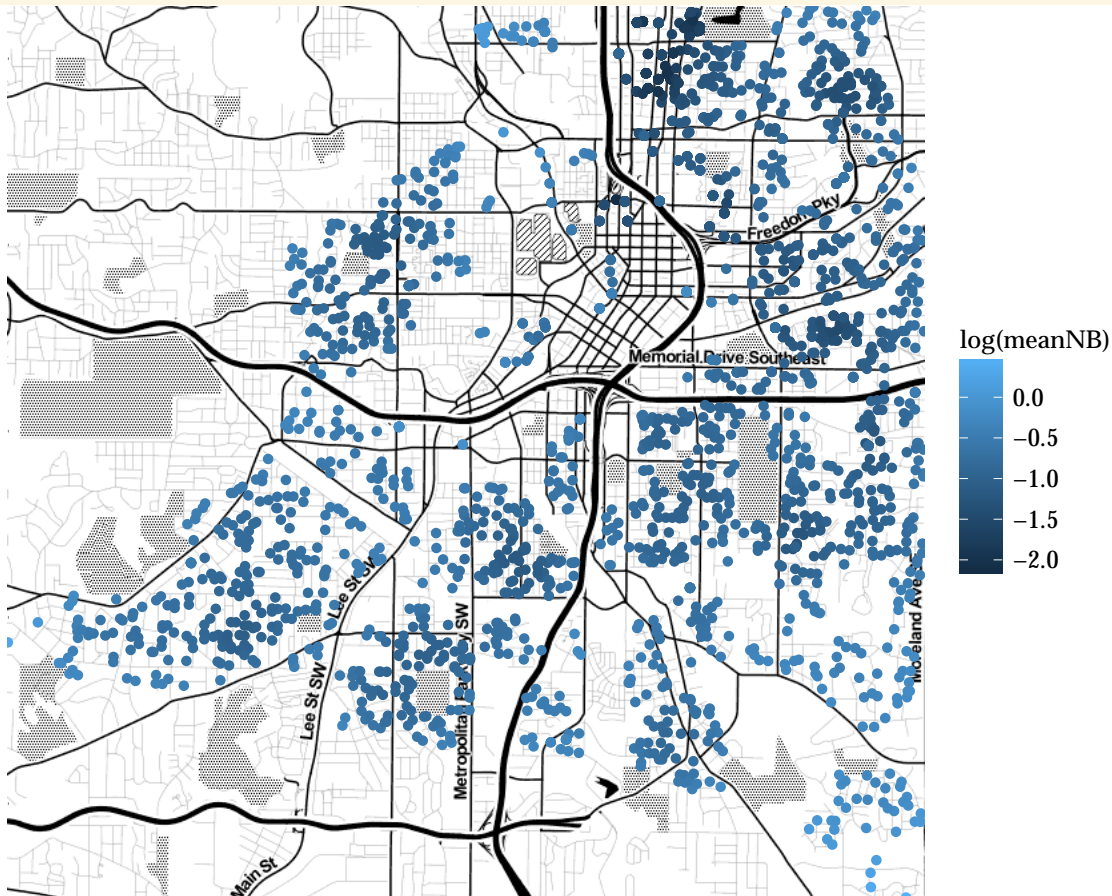 Freedom Pky
log(meanNB)
Memorial Drive Southeast
0.0
−0.5
−1.0
−1.5
−2.0
Lee St SW
Lee St SW
Metropolitan Pkwy SW
Moreland Ave
Main St